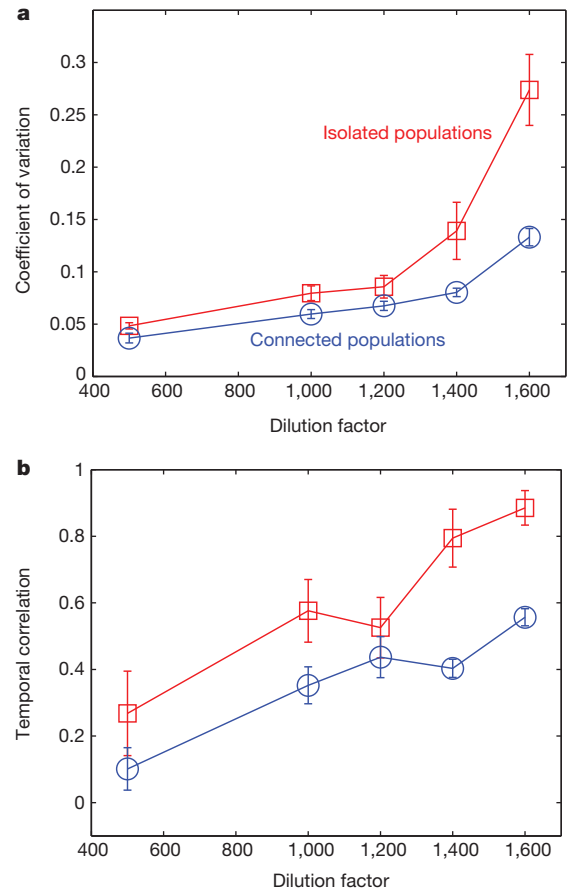 a
0.3
0.25
0.2
0.15
0.1
0.05
0
Coefficient of variation
Isolated populations
Connected populations
400 600 800 1,000 1,200 1,400 1,600
Dilution factor
b
1
0.8
0.6
0.4
0.2
0
Temporal correlation
400 600 800 1,000 1,200 1,400 1,600
Dilution factor